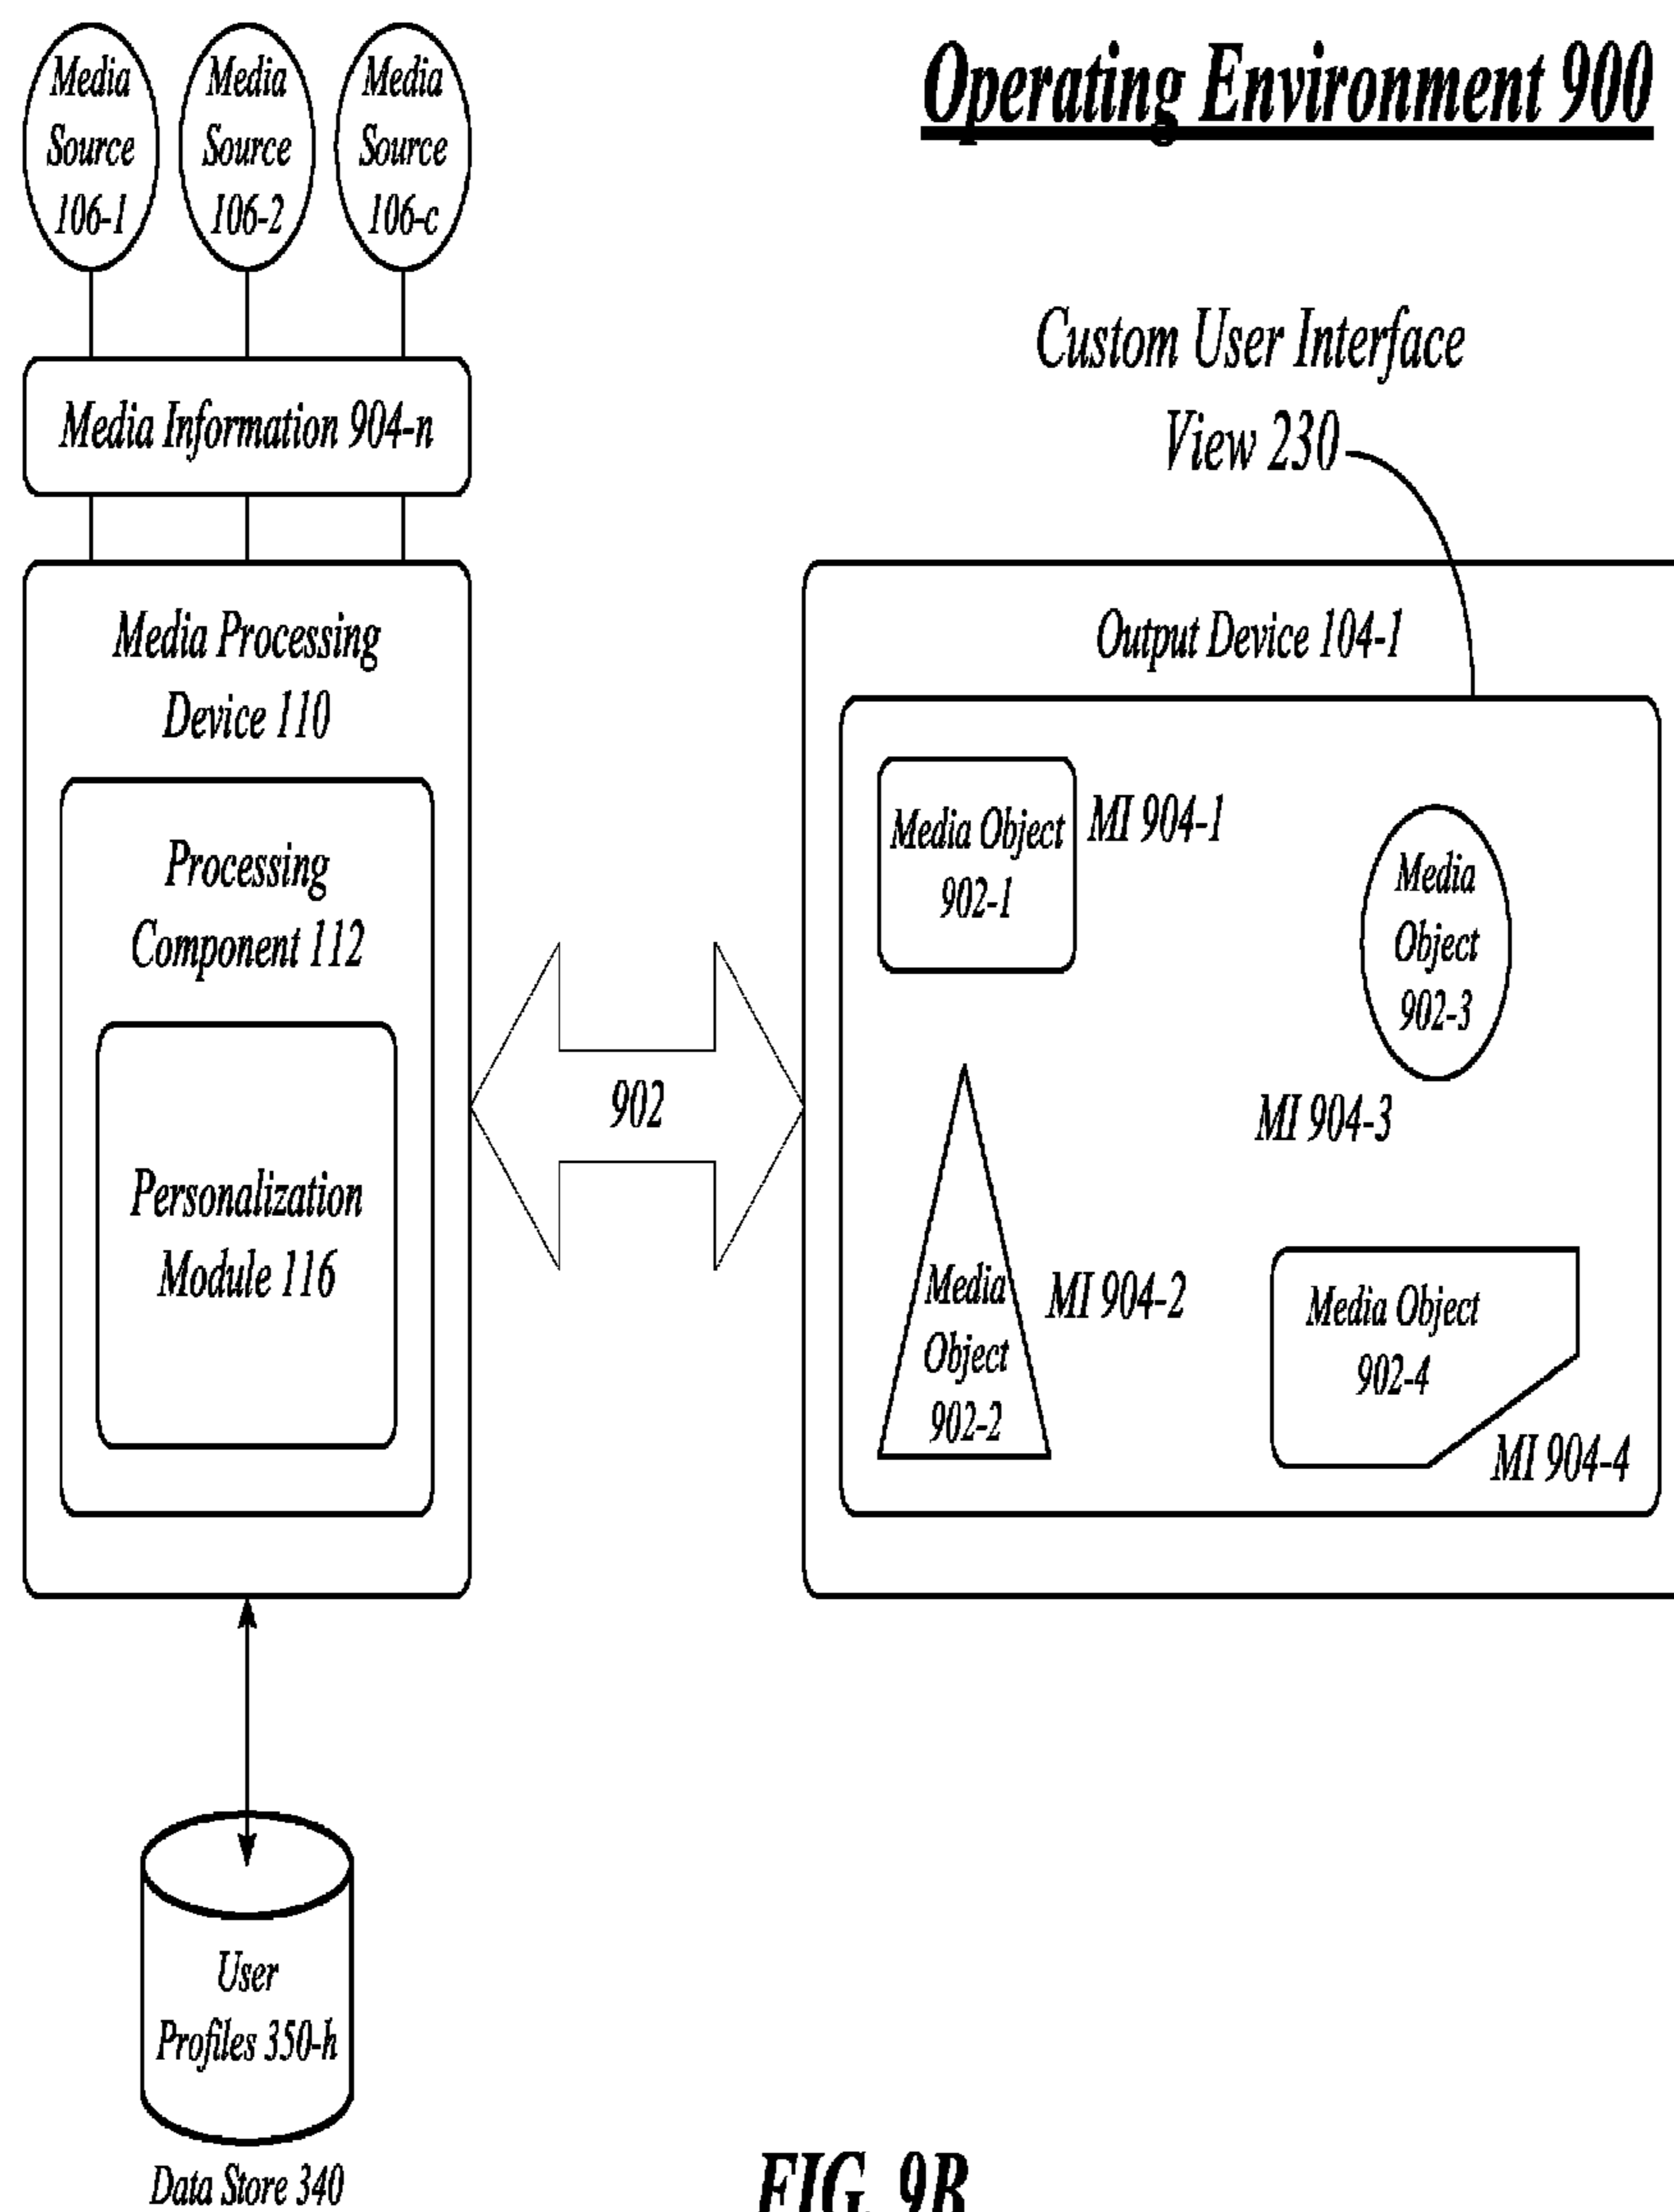 Operating Environment 900
Media
Source
106-1
Media
Source
106-2
Media
Source
106-c
Media Information 904-n
Custom User Interface
View 230
Media Processing
Device 110
Processing
Component 112
Personalization
Module 116
902
Output Device 104-1
Media Object
902-1
MI 904-1
Media
Object
902-3
MI 904-3
Media
Object
902-2
MI 904-2
Media Object
902-4
MI 904-4
User
Profiles 350-h
Data Store 340
FIG. 9B